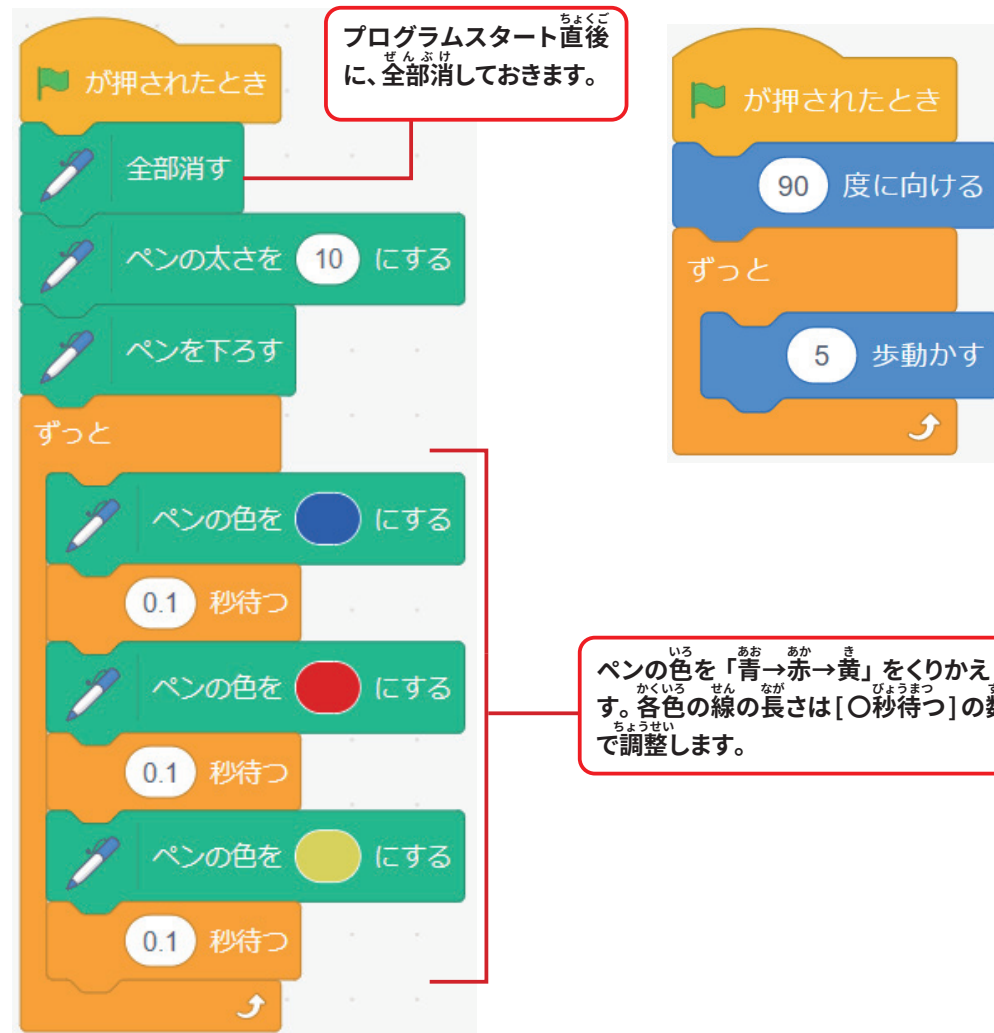 プログラムスタート直後
に、全部消しておきます。
が押されたとき
全部消す
ペンの太さを 10 にする
ペンを下ろす
ずっと
ペンの色を にする
0.1 秒待つ
ペンの色を にする
0.1 秒待つ
ペンの色を にする
0.1 秒待つ
が押されたとき
90 度に向ける
ずっと
5 歩動かす
ペンの色を「青→赤→黄」をくりかえ
す。各色の線の長さは[〇秒待つ]の数
で調整します。